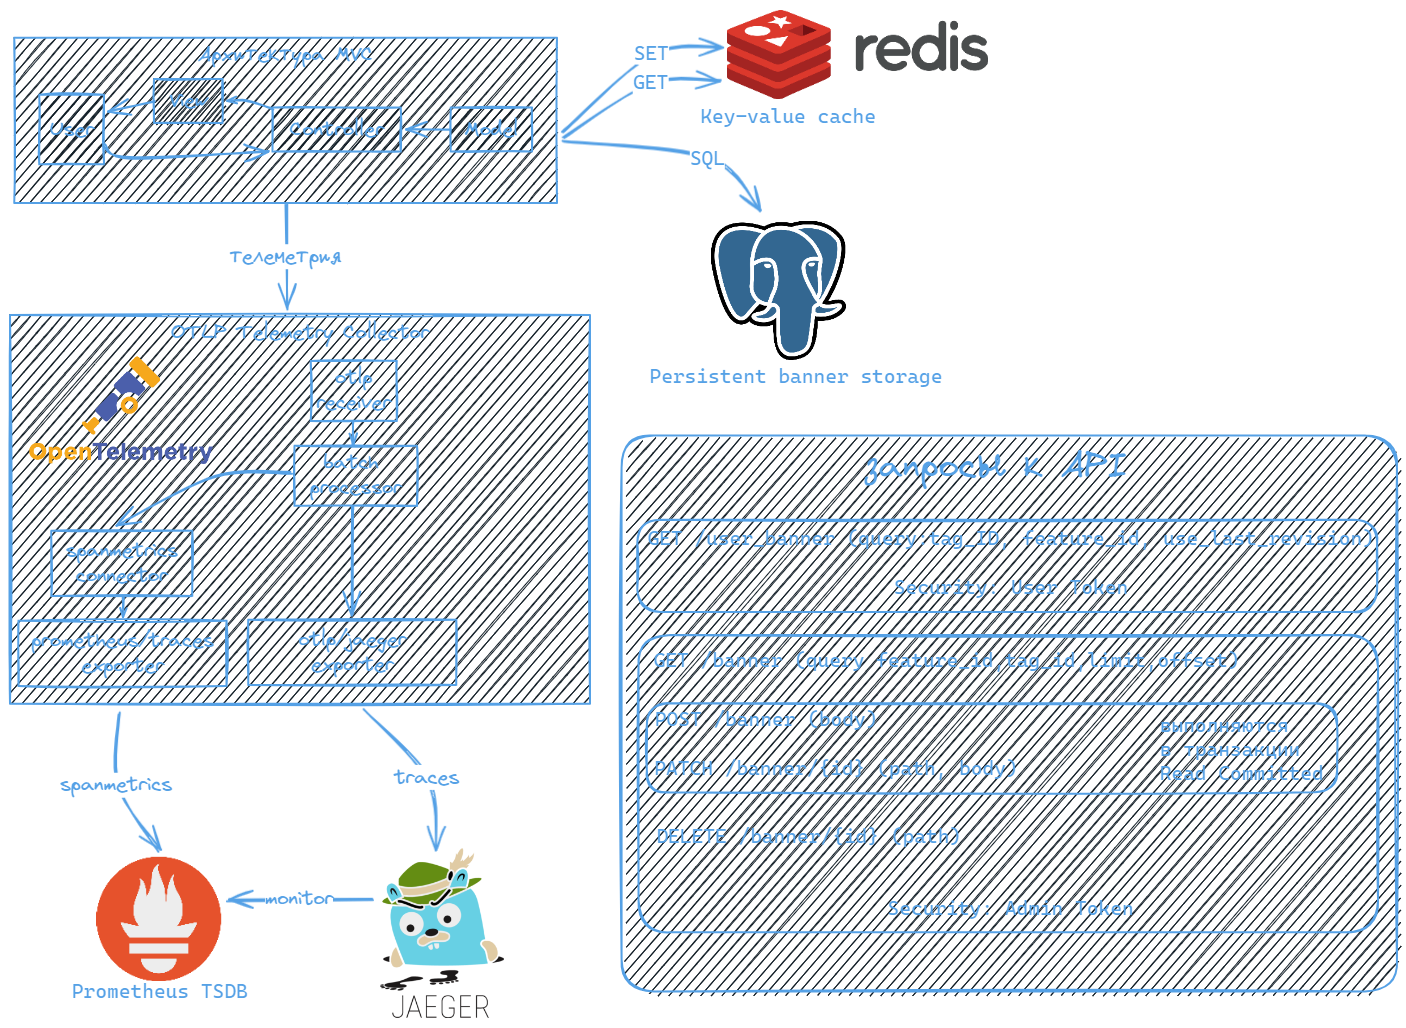 Архитектура MVC
User
View
Controller
Model
SET
GET
redis
Key-value cache
SQL
Persistent banner storage
Телеметрия
OTLP Telemetry Collector
OpenTelemetry
otlp
receiver
batch
processor
spanmetrics
connector
prometheus/traces
exporter
otlp/jaeger
exporter
spanmetrics
traces
monitor
Prometheus TSDB
JAEGER
запросы к API
GET /user_banner (query:tag_ID, feature_id, use_last_revision)
Security: User Token
GET /banner (query feature_id,tag_id,limit,offset)
POST /banner (body)
PATCH /banner/{id} (path, body)
выполняются
в транзакции
Read Committed
DELETE /banner/{id} (path)
Security: Admin Token